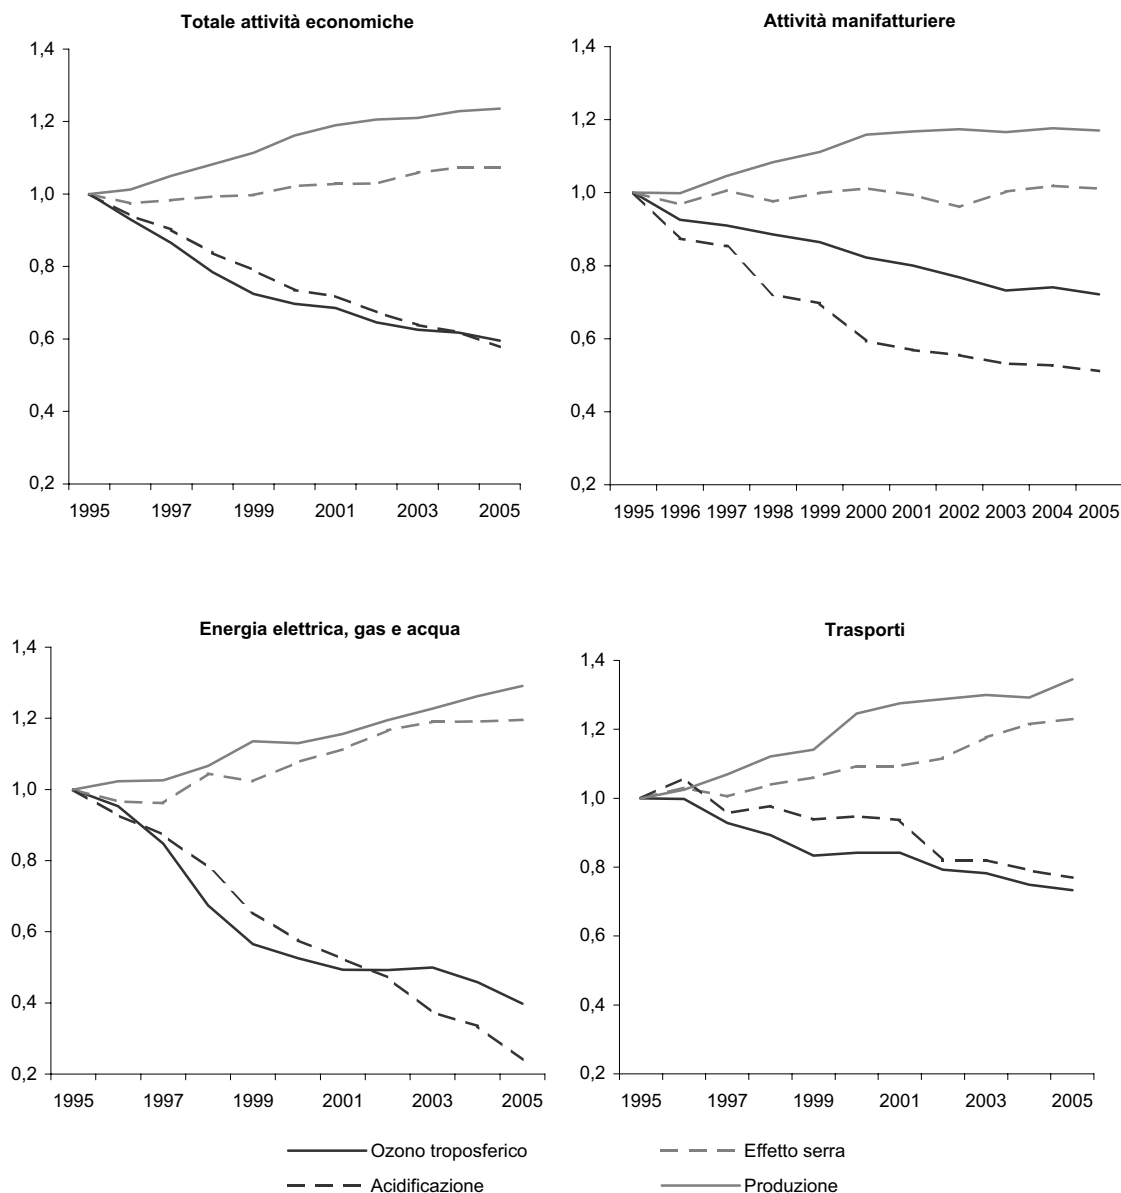 Totale attività economiche
1,4
1,2
1,0
0,8
0,6
0,4
0,2
1995 1997 1999 2001 2003 2005
Attività manifatturiere
1,4
1,2
1,0
0,8
0,6
0,4
0,2
1995 1996 1997 1998 1999 2000 2001 2002 2003 2004 2005
Energia elettrica, gas e acqua
1,4
1,2
1,0
0,8
0,6
0,4
0,2
1995 1997 1999 2001 2003 2005
Trasporti
1,4
1,2
1,0
0,8
0,6
0,4
0,2
1995 1997 1999 2001 2003 2005
Ozono troposferico
Effetto serra
Acidificazione
Produzione